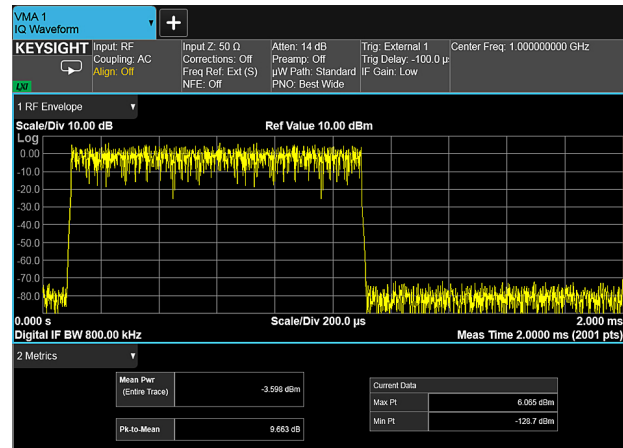 VMA 1
IQ Waveform
+
KEYSIGHT
LXI
Input: RF
Coupling: AC
Align: Off
Input Z: 50 Ω
Corrections: Off
Freq Ref: Ext (S)
NFE: Off
Atten: 14 dB
Preamp: Off
µW Path: Standard
PNO: Best Wide
Trig: External 1
Trig Delay: -100.0 µ
IF Gain: Low
Center Freq: 1.000000000 GHz
1 RF Envelope
Scale/Div 10.00 dB
Ref Value 10.00 dBm
Log
0.00
-10.0
-20.0
-30.0
-40.0
-50.0
-60.0
-70.0
-80.0
0.000 s
Scale/Div 200.0 µs
2.000 ms
Digital IF BW 800.00 kHz
Meas Time 2.0000 ms (2001 pts)
2 Metrics
Mean Pwr
(Entire Trace)
-3.598 dBm
Pk-to-Mean
9.663 dB
Current Data
Max Pt
6.065 dBm
Min Pt
-128.7 dBm